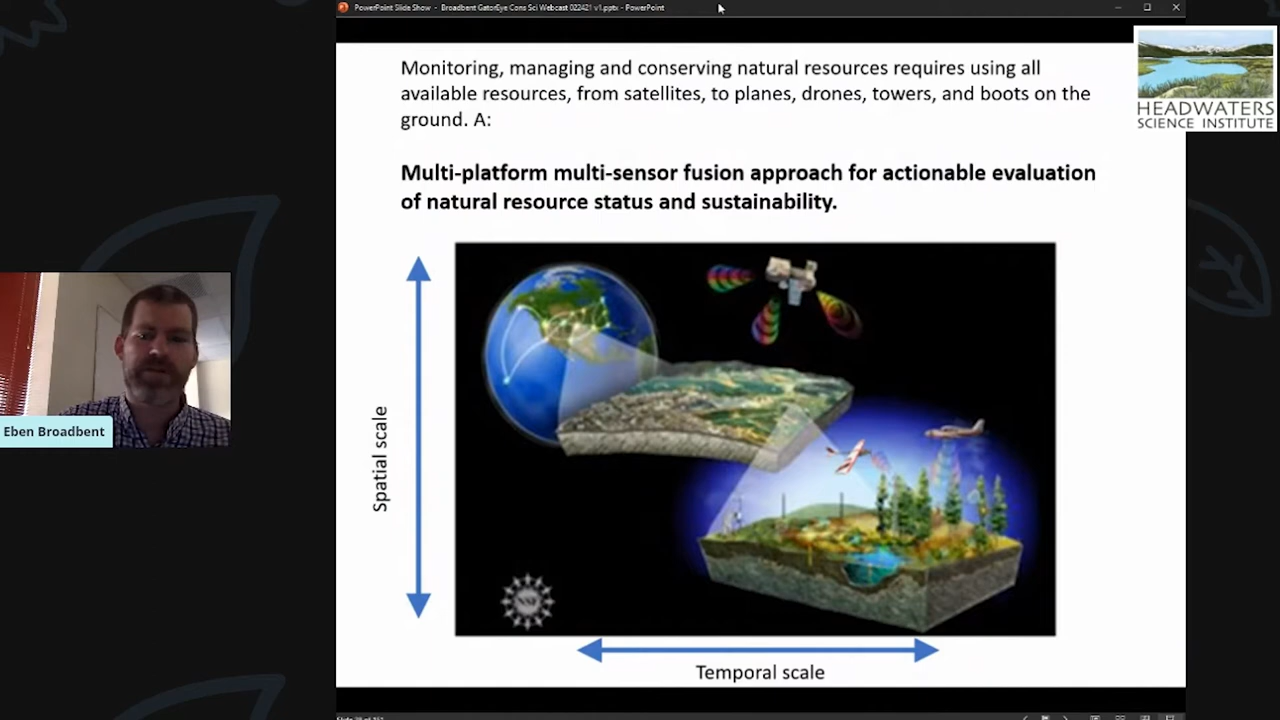 PowerPoint Slide Show - Broadbent GatorEye Cons Sci Webcast 022421 v1.pptx - PowerPoint
HEADWATERS
SCIENCE INSTITUTE
Monitoring, managing and conserving natural resources requires using all
available resources, from satellites, to planes, drones, towers, and boots on the
ground. A:
Multi-platform multi-sensor fusion approach for actionable evaluation
of natural resource status and sustainability.
Spatial scale
Eben Broadbent
NSF
Temporal scale